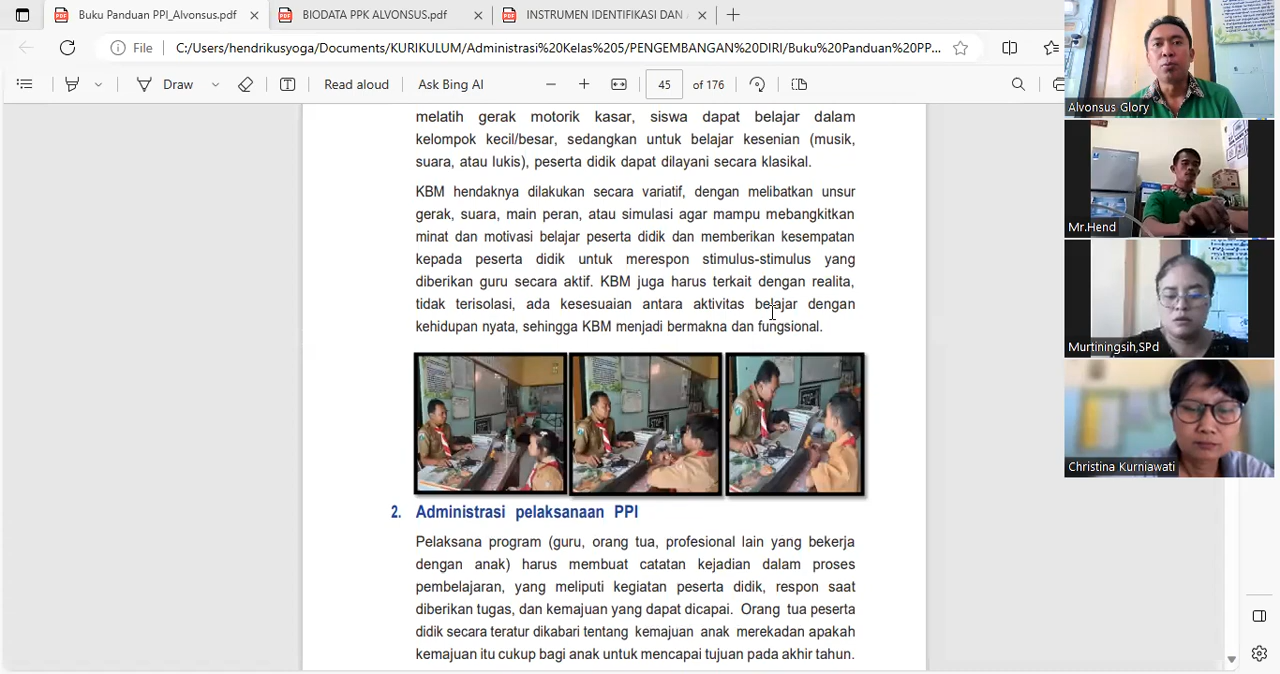 Buku Panduan PPI_Alvonsus.pdf
BIODATA PPK ALVONSUS.pdf
INSTRUMEN IDENTIFIKASI DAN
File
C:/Users/hendrikusyoga/Documents/KURIKULUM/Administrasi%20Kelas%205/PENGEMBANGAN%20DIRI/Buku%20Panduan%20PP...
Draw
Read aloud
Ask Bing AI
45 of 176
melatih gerak motorik kasar, siswa dapat belajar dalam
kelompok kecil/besar, sedangkan untuk belajar kesenian (musik,
suara, atau lukis), peserta didik dapat dilayani secara klasikal.
KBM hendaknya dilakukan secara variatif, dengan melibatkan unsur
gerak, suara, main peran, atau simulasi agar mampu mebangkitkan
minat dan motivasi belajar peserta didik dan memberikan kesempatan
kepada peserta didik untuk merespon stimulus-stimulus yang
diberikan guru secara aktif. KBM juga harus terkait dengan realita,
tidak terisolasi, ada kesesuaian antara aktivitas belajar dengan
kehidupan nyata, sehingga KBM menjadi bermakna dan fungsional.
2. Administrasi pelaksanaan PPI
Pelaksana program (guru, orang tua, profesional lain yang bekerja
dengan anak) harus membuat catatan kejadian dalam proses
pembelajaran, yang meliputi kegiatan peserta didik, respon saat
diberikan tugas, dan kemajuan yang dapat dicapai. Orang tua peserta
didik secara teratur dikabari tentang kemajuan anak merekadan apakah
kemajuan itu cukup bagi anak untuk mencapai tujuan pada akhir tahun.
Alvonsus Glory
Mr.Hend
Murtiningsih,SPd
Christina Kurniawati